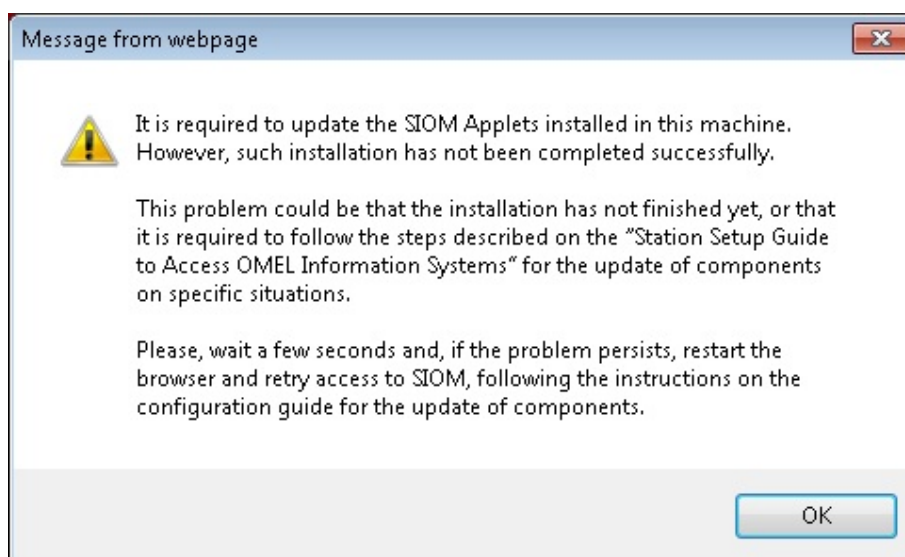 Message from webpage
It is required to update the SIOM Applets installed in this machine.
However, such installation has not been completed successfully.
This problem could be that the installation has not finished yet, or that
it is required to follow the steps described on the "Station Setup Guide
to Access OMEL Information Systems" for the update of components
on specific situations.
Please, wait a few seconds and, if the problem persists, restart the
browser and retry access to SIOM, following the instructions on the
configuration guide for the update of components.
OK